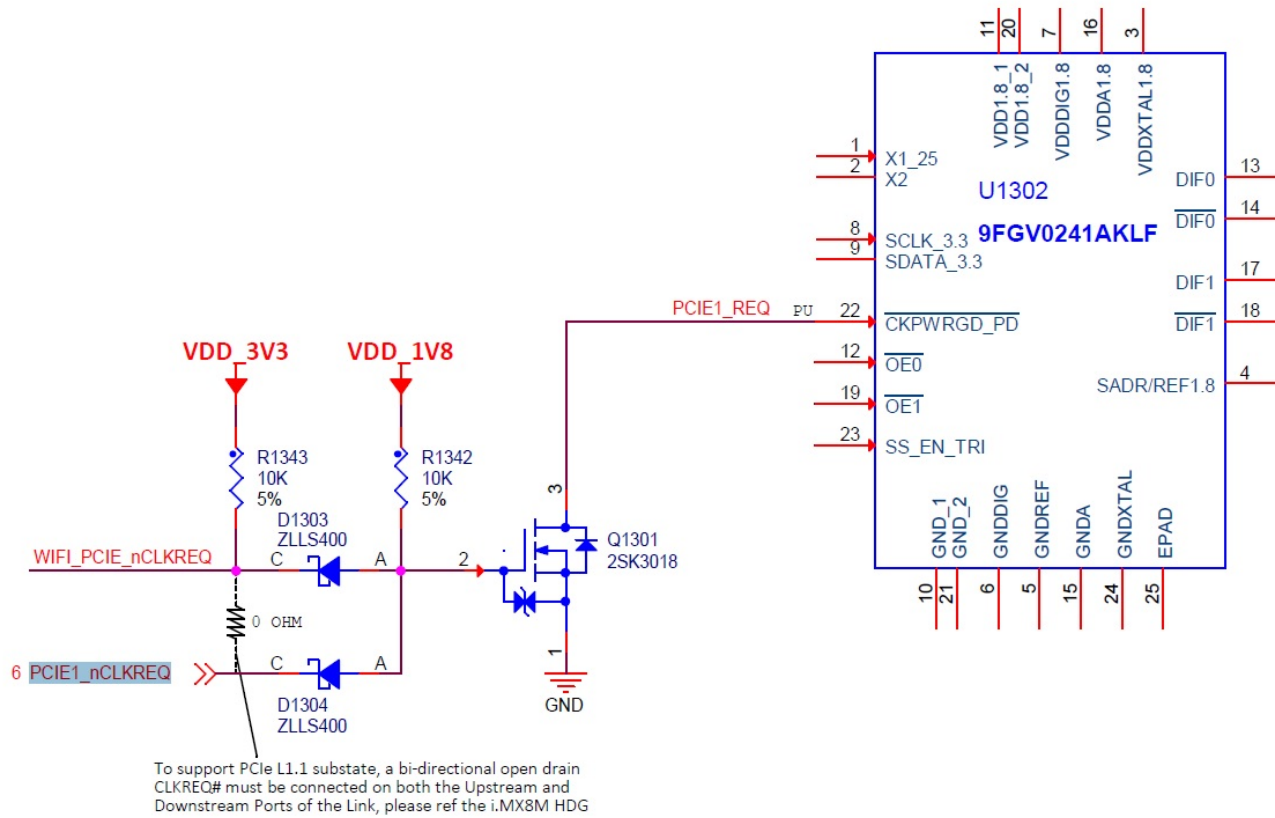 11
20
7
16
3
VDD1.8_1
VDD1.8_2
VDDDIG1.8
VDDA1.8
VDDXTAL1.8
1
X1_25
2
X2
U1302
9FGV0241AKLF
8
SCLK_3.3
9
SDATA_3.3
DIF0
13
DIF0
14
DIF1
17
DIF1
18
SADR/REF1.8
4
PCIE1_REQ PU 22
CKPWRGD_PD
12
OE0
19
OE1
23
SS_EN_TRI
GND_1
GND_2
GNDDIG
GNDREF
GNDA
GNDXTAL
EPAD
10
21
6
5
15
24
25
VDD_3V3
VDD_1V8
R1343
10K
5%
R1342
10K
5%
D1303
ZLLS400
WIFI_PCIE_nCLKREQ
C
A
2
3
Q1301
2SK3018
1
GND
0 OHM
6 PCIE1_nCLKREQ
C
A
D1304
ZLLS400
To support PCIe L1.1 substate, a bi-directional open drain
CLKREQ# must be connected on both the Upstream and
Downstream Ports of the Link, please ref the i.MX8M HDG